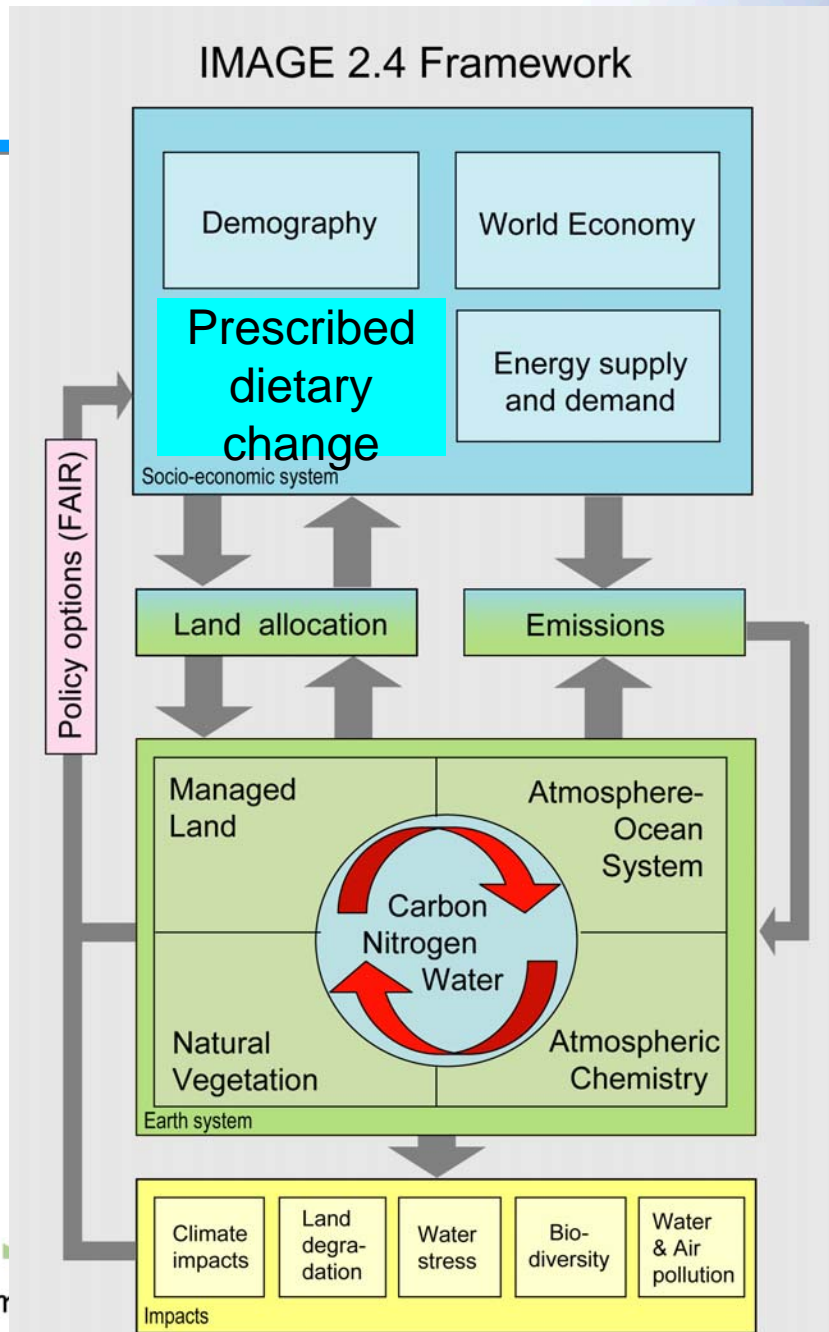 IMAGE 2.4 Framework
Demography
World Economy
Prescribed
dietary
change
Energy supply
and demand
Socio-economic system
Policy options (FAIR)
Land allocation
Emissions
Managed
Land
Atmosphere-
Ocean
System
Carbon
Nitrogen
Water
Natural
Vegetation
Atmospheric
Chemistry
Earth system
Climate
impacts
Land
degra-
dation
Water
stress
Bio-
diversity
Water
& Air
pollution
Impacts